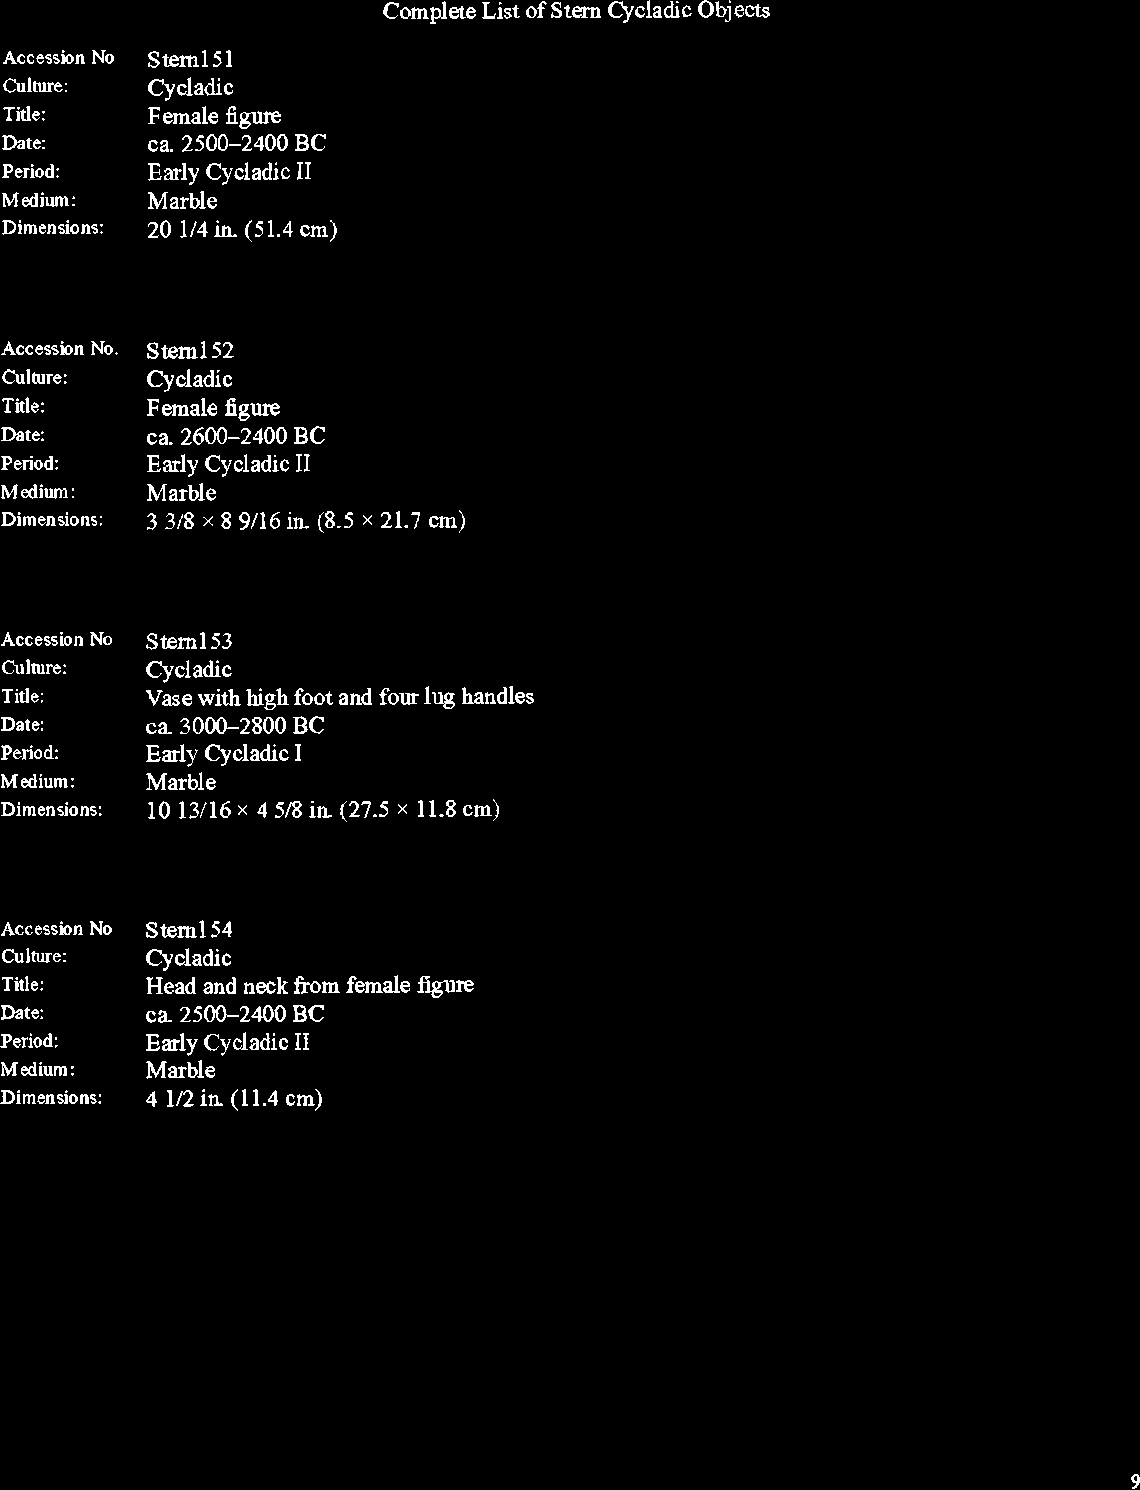 Complete List of Stern Cycladic Objects
Accession No Stern151
Culture: Cycladic
Title: Female figure
Date: ca. 2500–2400 BC
Period: Early Cycladic II
Medium: Marble
Dimensions: 20 1/4 in. (51.4 cm)
Accession No. Stern152
Culture: Cycladic
Title: Female figure
Date: ca. 2600–2400 BC
Period: Early Cycladic II
Medium: Marble
Dimensions: 3 3/8 × 8 9/16 in. (8.5 × 21.7 cm)
Accession No Stern153
Culture: Cycladic
Title: Vase with high foot and four lug handles
Date: ca. 3000–2800 BC
Period: Early Cycladic I
Medium: Marble
Dimensions: 10 13/16 × 4 5/8 in. (27.5 × 11.8 cm)
Accession No Stern154
Culture: Cycladic
Title: Head and neck from female figure
Date: ca. 2500–2400 BC
Period: Early Cycladic II
Medium: Marble
Dimensions: 4 1/2 in. (11.4 cm)
9